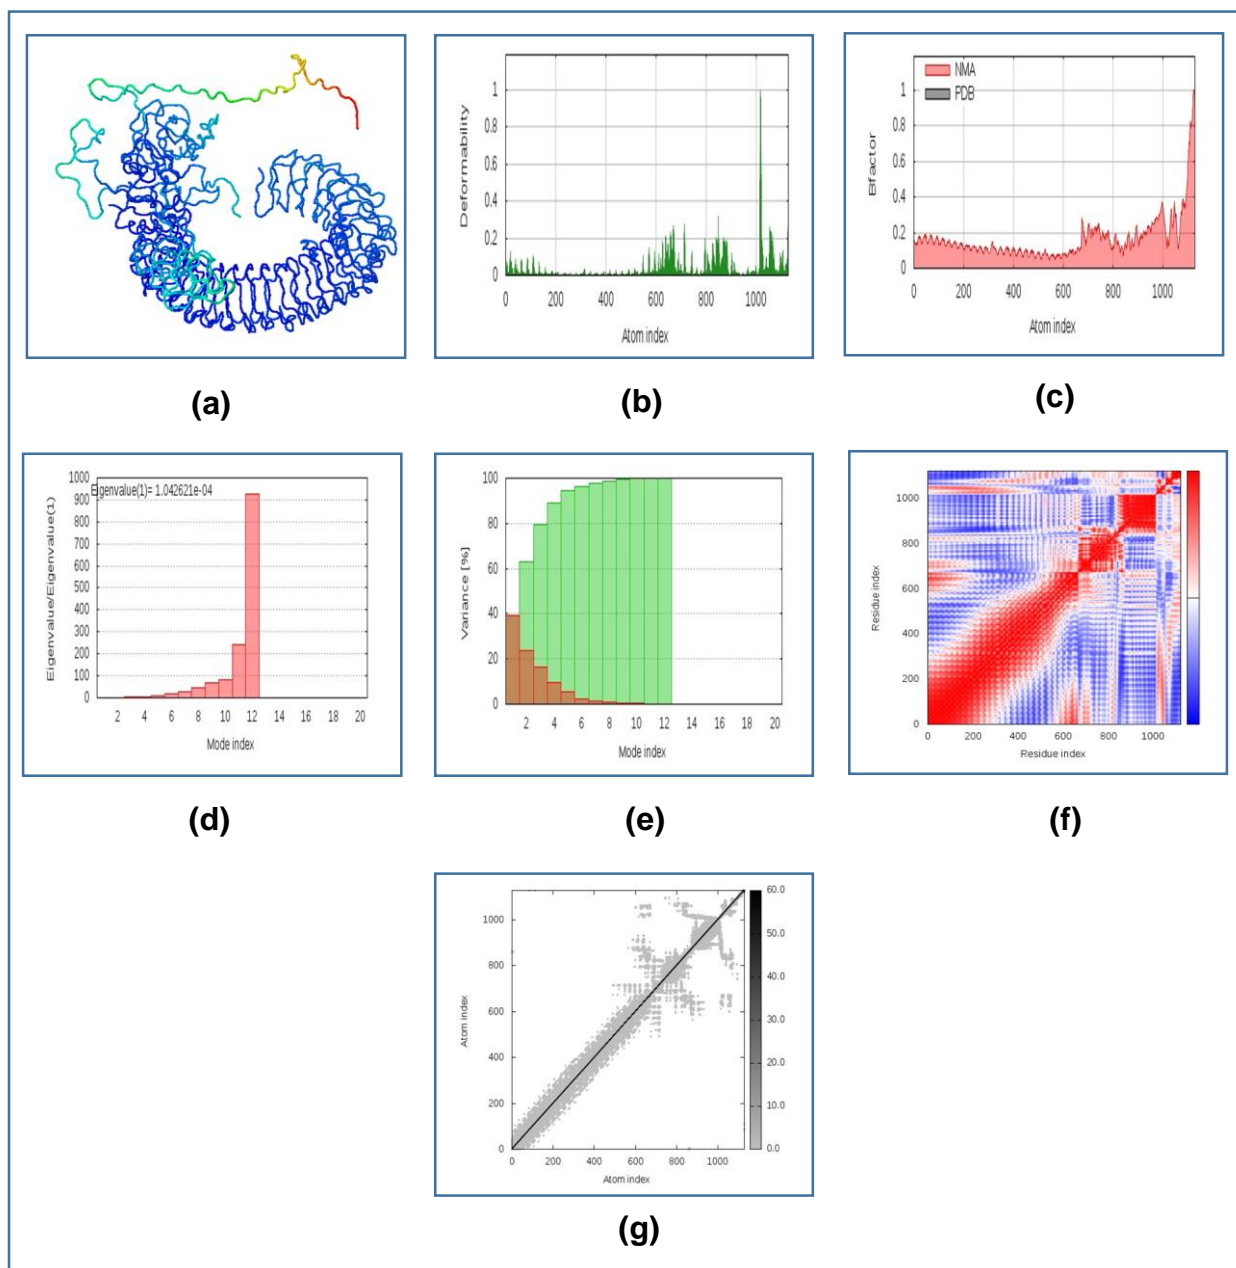 Deformability
1
0.8
0.6
0.4
0.2
0
0 200 400 600 800 1000
Atom index
Bfactor
NMA
PDB
1
0.8
0.6
0.4
0.2
0
0 200 400 600 800 1000
Atom index
(a) (b) (c)
Eigenvalue/Eigenvalue(1)
Eigenvalue(1)= 1.042621e-04
1000
900
800
700
600
500
400
300
200
100
0
2 4 6 8 10 12 14 16 18 20
Mode index
Variance [%]
100
80
60
40
20
0
2 4 6 8 10 12 14 16 18 20
Mode index
Residue index
1000
800
600
400
200
0
0 200 400 600 800 1000
Residue index
(d) (e) (f)
Atom index
1000
800
600
400
200
0
0 200 400 600 800 1000
Atom index
60.0
50.0
40.0
30.0
20.0
10.0
0.0
(g)